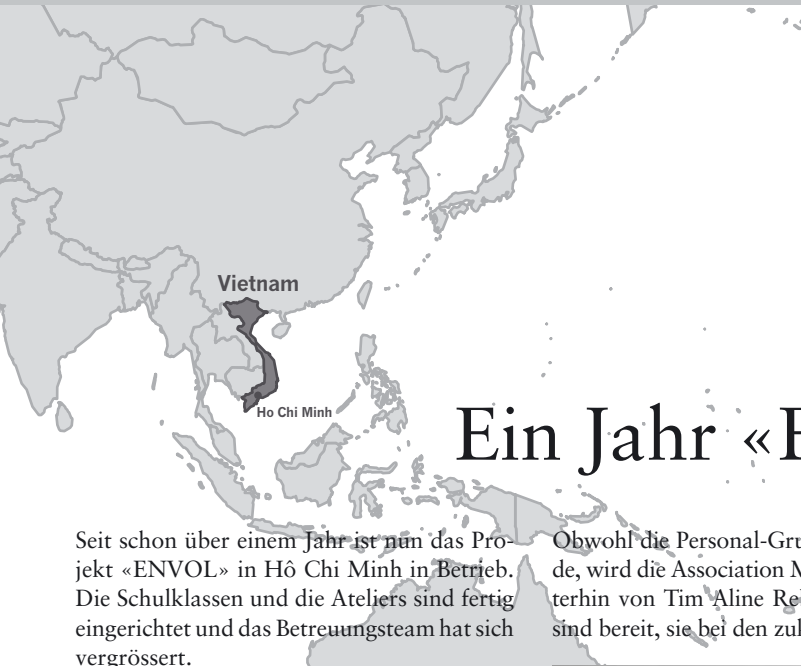 Vietnam
Ho Chi Minh
Ein Jahr «E
Seit schon über einem Jahr ist nun das Pro-
jekt «ENVOL» in Hô Chi Minh in Betrieb.
Die Schulklassen und die Ateliers sind fertig
eingerichtet und das Betreuungsteam hat sich
vergrössert.
Obwohl die Personal-Gru
de, wird die Association M
terhin von Tim Aline Re
sind bereit, sie bei den zu